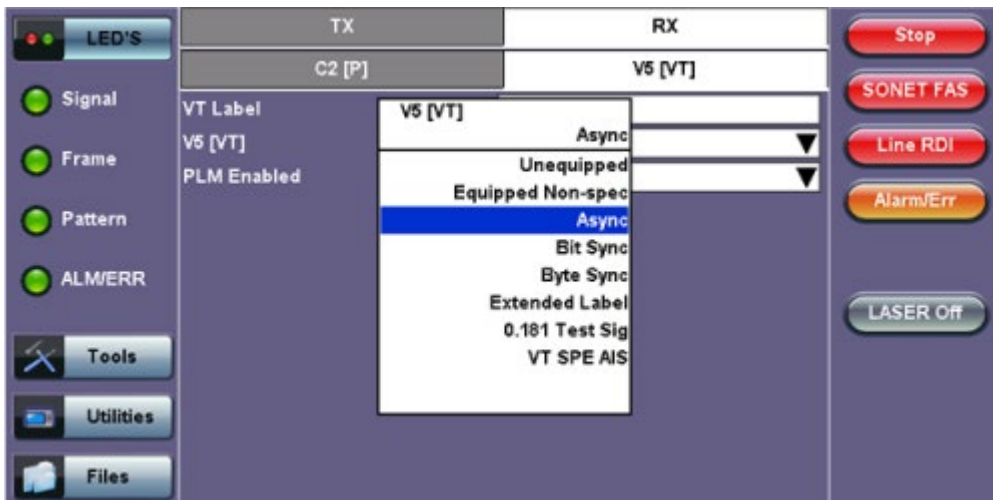 LED'S
TX
RX
Stop
C2 [P]
V5 [VT]
SONET FAS
Signal
VT Label
V5 [VT]
Async
V5 [VT]
Line RDI
Frame
Unequipped
PLM Enabled
Equipped Non-spec
Alarm/Err
Async
Pattern
Bit Sync
Byte Sync
ALM/ERR
Extended Label
LASER Off
0.181 Test Sig
Tools
VT SPE AIS
Utilities
Files